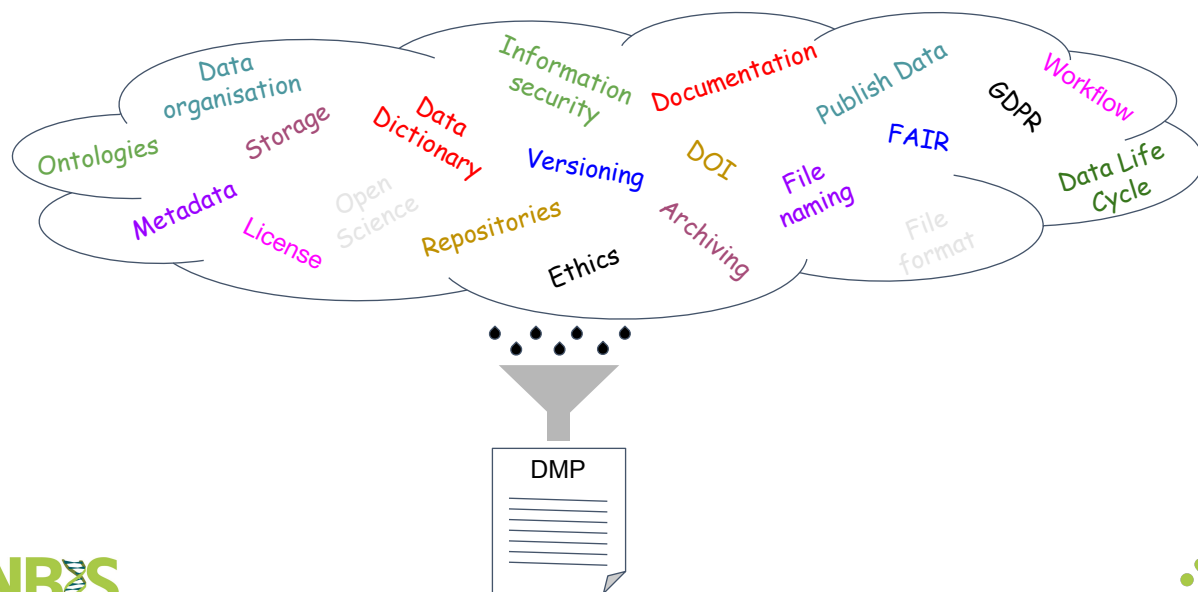 Data
organisation
Information
security
Documentation
Publish Data
Workflow
GDPR
Ontologies
Storage
Data
Dictionary
Versioning
DOI
FAIR
Data Life
Cycle
Metadata
License
Open
Science
Repositories
Ethics
Archiving
File
naming
File
format
DMP
NBIS